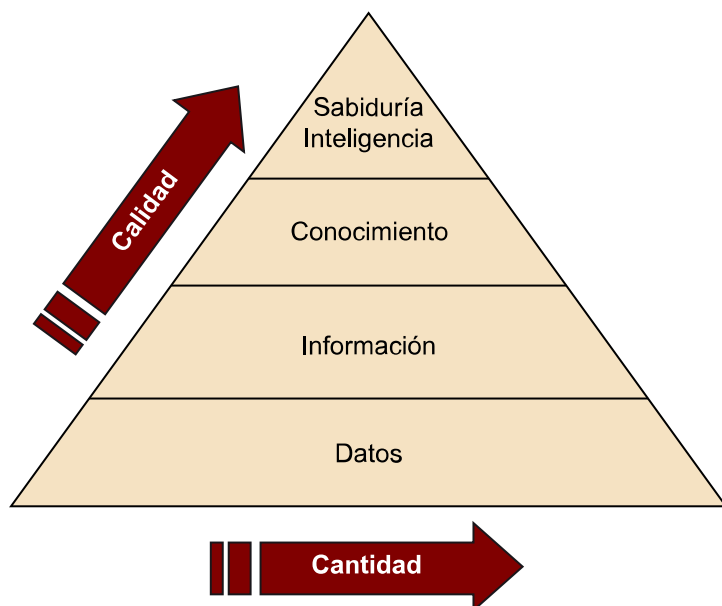 Sabiduría
Inteligencia
Calidad
Conocimiento
Información
Datos
Cantidad